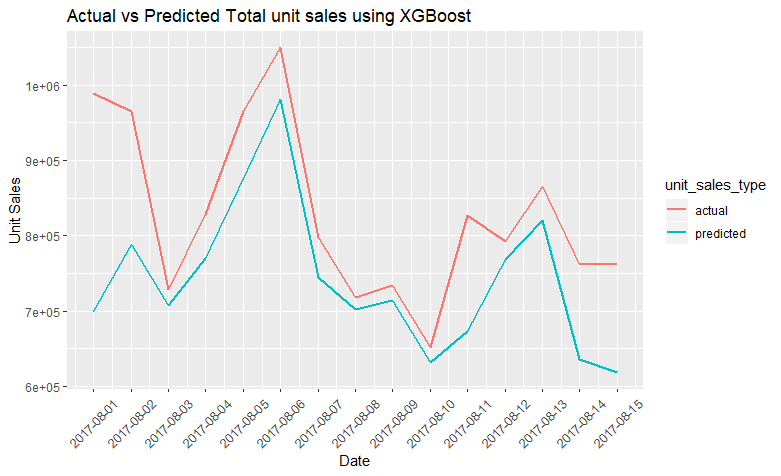 Actual vs Predicted Total unit sales using XGBoost
1e+06
9e+05
8e+05
7e+05
6e+05
Unit Sales
2017-08-01
2017-08-02
2017-08-03
2017-08-04
2017-08-05
2017-08-06
2017-08-07
2017-08-08
2017-08-09
2017-08-10
2017-08-11
2017-08-12
2017-08-13
2017-08-14
2017-08-15
Date
unit_sales_type
actual
predicted